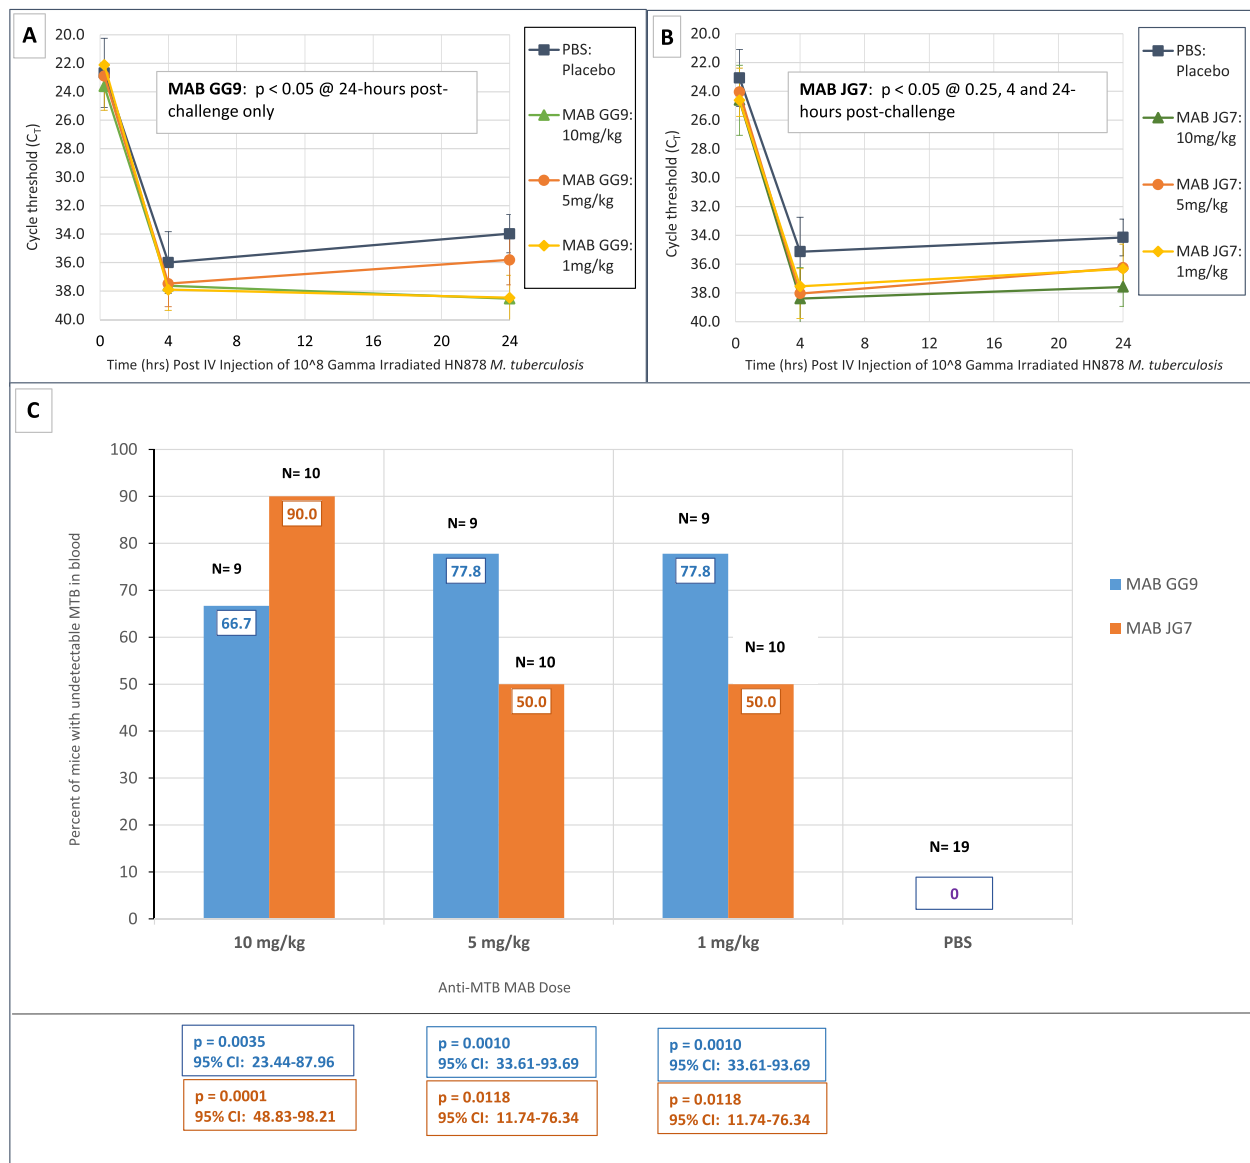 A
20.0
22.0
24.0
26.0
28.0
30.0
32.0
34.0
36.0
38.0
40.0
Cycle threshold (CT)
MAB GG9: p < 0.05 @ 24-hours post-
challenge only
PBS:
Placebo
MAB GG9:
10mg/kg
MAB GG9:
5mg/kg
MAB GG9:
1mg/kg
0 4 8 12 16 20 24
Time (hrs) Post IV Injection of 10^8 Gamma Irradiated HN878 M. tuberculosis
B
20.0
22.0
24.0
26.0
28.0
30.0
32.0
34.0
36.0
38.0
40.0
Cycle threshold (CT)
MAB JG7: p < 0.05 @ 0.25, 4 and 24-
hours post-challenge
PBS:
Placebo
MAB JG7:
10mg/kg
MAB JG7:
5mg/kg
MAB JG7:
1mg/kg
0 4 8 12 16 20 24
Time (hrs) Post IV Injection of 10^8 Gamma Irradiated HN878 M. tuberculosis
C
Percent of mice with undetectable MTB in blood
100
90
80
70
60
50
40
30
20
10
0
N= 9
66.7
N= 10
90.0
N= 9
77.8
N= 10
50.0
N= 9
77.8
N= 10
50.0
N= 19
0
MAB GG9
MAB JG7
10 mg/kg 5 mg/kg 1 mg/kg PBS
Anti-MTB MAB Dose
p = 0.0035
95% CI: 23.44-87.96
p = 0.0001
95% CI: 48.83-98.21
p = 0.0010
95% CI: 33.61-93.69
p = 0.0118
95% CI: 11.74-76.34
p = 0.0010
95% CI: 33.61-93.69
p = 0.0118
95% CI: 11.74-76.34